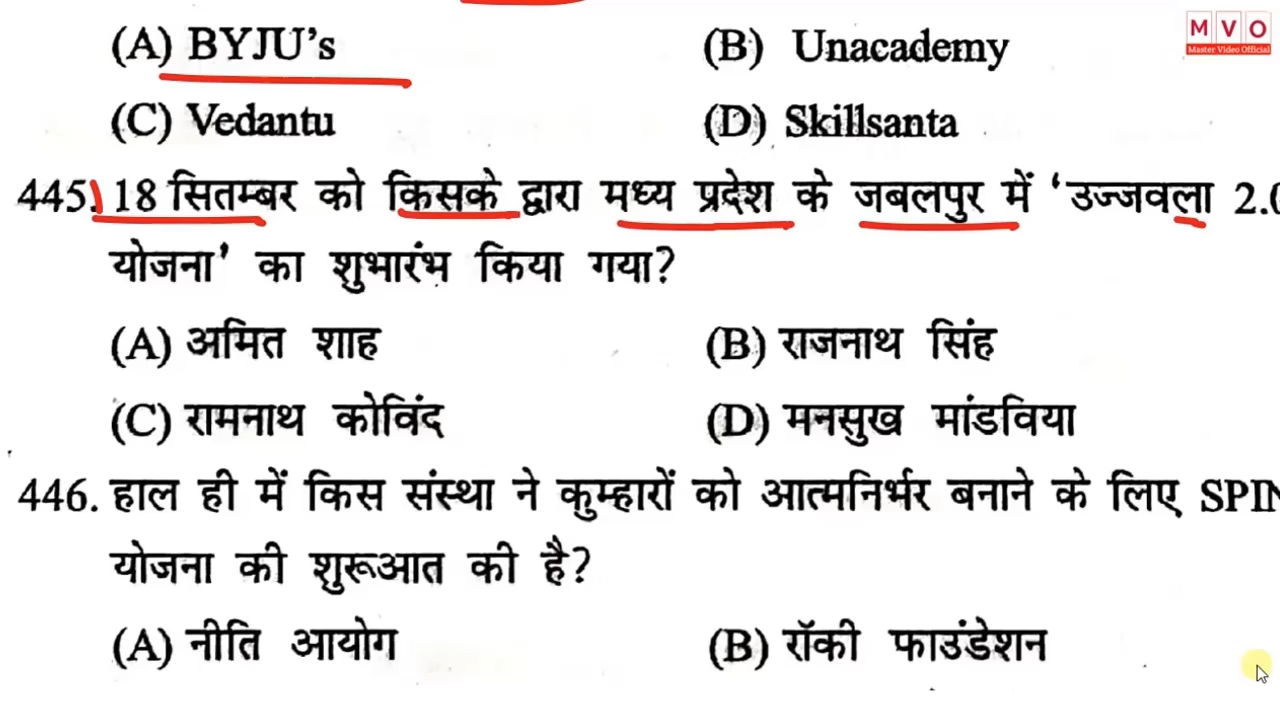 (A) BYJU's (B) Unacademy
M V O
Master Video Official
(C) Vedantu (D) Skillsanta
445. 18 सितम्बर को किसके द्वारा मध्य प्रदेश के जबलपुर में ‘उज्जवला 2.0
योजना’ का शुभारंभ किया गया?
(A) अमित शाह (B) राजनाथ सिंह
(C) रामनाथ कोविंद (D) मनसुख मांडविया
446. हाल ही में किस संस्था ने कुम्हारों को आत्मनिर्भर बनाने के लिए SPIN
योजना की शुरूआत की है?
(A) नीति आयोग (B) रॉकी फाउंडेशन